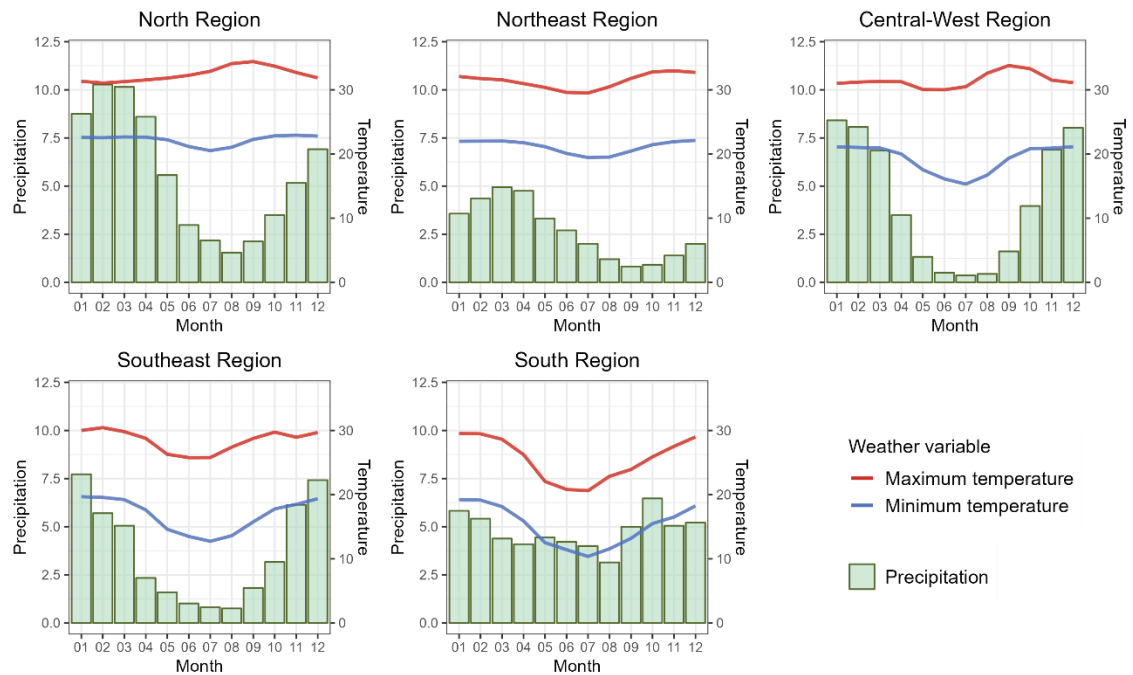 North Region
12.5
10.0
7.5
5.0
2.5
0.0
Precipitation
30
20
10
0
Temperature
01 02 03 04 05 06 07 08 09 10 11 12
Month
Northeast Region
12.5
10.0
7.5
5.0
2.5
0.0
Precipitation
30
20
10
0
Temperature
01 02 03 04 05 06 07 08 09 10 11 12
Month
Central-West Region
12.5
10.0
7.5
5.0
2.5
0.0
Precipitation
30
20
10
0
Temperature
01 02 03 04 05 06 07 08 09 10 11 12
Month
Southeast Region
12.5
10.0
7.5
5.0
2.5
0.0
Precipitation
30
20
10
0
Temperature
01 02 03 04 05 06 07 08 09 10 11 12
Month
South Region
12.5
10.0
7.5
5.0
2.5
0.0
Precipitation
30
20
10
0
Temperature
01 02 03 04 05 06 07 08 09 10 11 12
Month
Weather variable
Maximum temperature
Minimum temperature
Precipitation